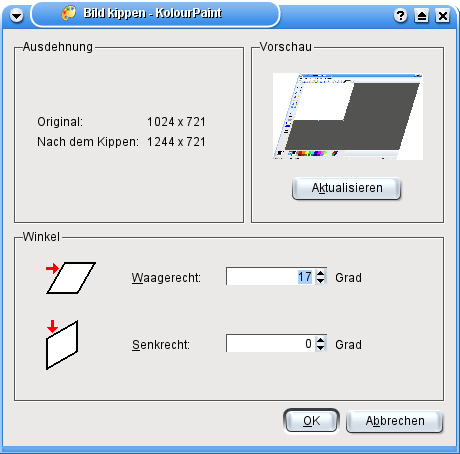 Bild kippen - KolourPaint
Ausdehnung
Original: 1024 x 721
Nach dem Kippen: 1244 x 721
Vorschau
Aktualisieren
Winkel
Waagerecht: 17 Grad
Senkrecht: 0 Grad
OK Abbrechen